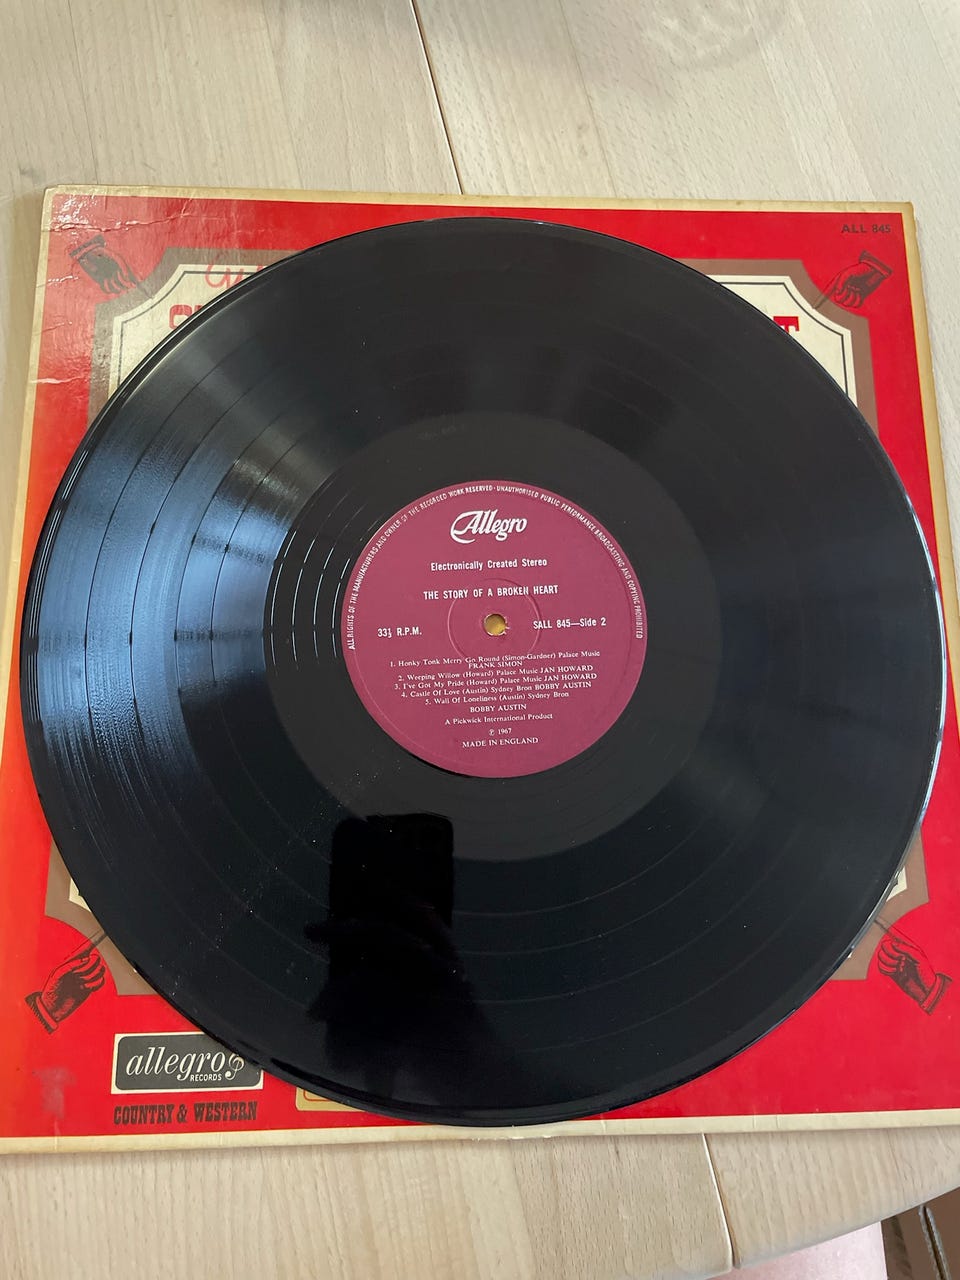 ALL 845
ALL RIGHTS OF THE MANUFACTURERS AND OWNER OF THE RECORDED WORK RESERVED · UNAUTHORISED PUBLIC PERFORMANCE BROADCASTING AND COPYING PROHIBITED
Allegro
Electronically Created Stereo
THE STORY OF A BROKEN HEART
33⅓ R.P.M.
SALL 845—Side 2
1. Honky Tonk Merry Go Round (Simon-Gardner) Palace Music
FRANK SIMON
2. Weeping Willow (Howard) Palace Music JAN HOWARD
3. I've Got My Pride (Howard) Palace Music JAN HOWARD
4. Castle Of Love (Austin) Sydney Bron BOBBY AUSTIN
5. Wall Of Loneliness (Austin) Sydney Bron
BOBBY AUSTIN
A Pickwick International Product
℗ 1967
MADE IN ENGLAND
allegro
RECORDS
COUNTRY & WESTERN